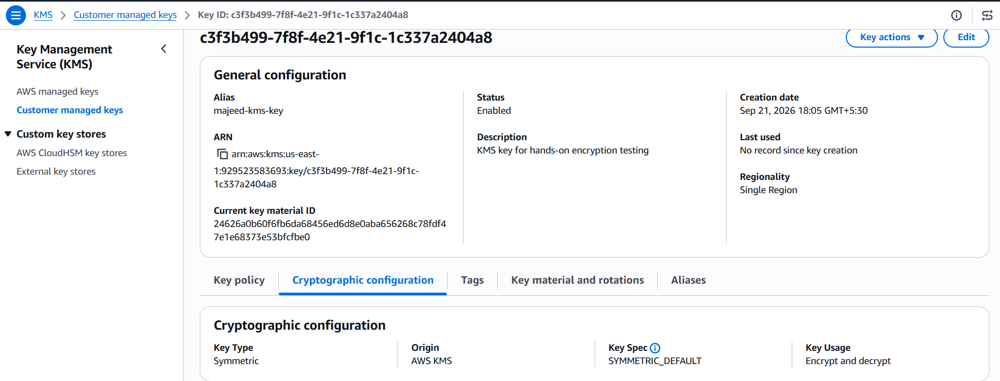 KMS > Customer managed keys > Key ID: c3f3b499-7f8f-4e21-9f1c-1c337a2404a8
c3f3b499-7f8f-4e21-9f1c-1c337a2404a8
Key actions
Edit
Key Management
Service (KMS)
AWS managed keys
Customer managed keys
Custom key stores
AWS CloudHSM key stores
External key stores
General configuration
Alias
majeed-kms-key
ARN
arn:aws:kms:us-east-
1:929523583693:key/c3f3b499-7f8f-4e21-9f1c-
1c337a2404a8
Current key material ID
24626a0b60f6fb6da68456ed6d8e0aba656268c78fdf4
7e1e68373e53bfcfbe0
Status
Enabled
Description
KMS key for hands-on encryption testing
Creation date
Sep 21, 2026 18:05 GMT+5:30
Last used
No record since key creation
Regionality
Single Region
Key policy
Cryptographic configuration
Tags
Key material and rotations
Aliases
Cryptographic configuration
Key Type
Symmetric
Origin
AWS KMS
Key Spec
SYMMETRIC_DEFAULT
Key Usage
Encrypt and decrypt